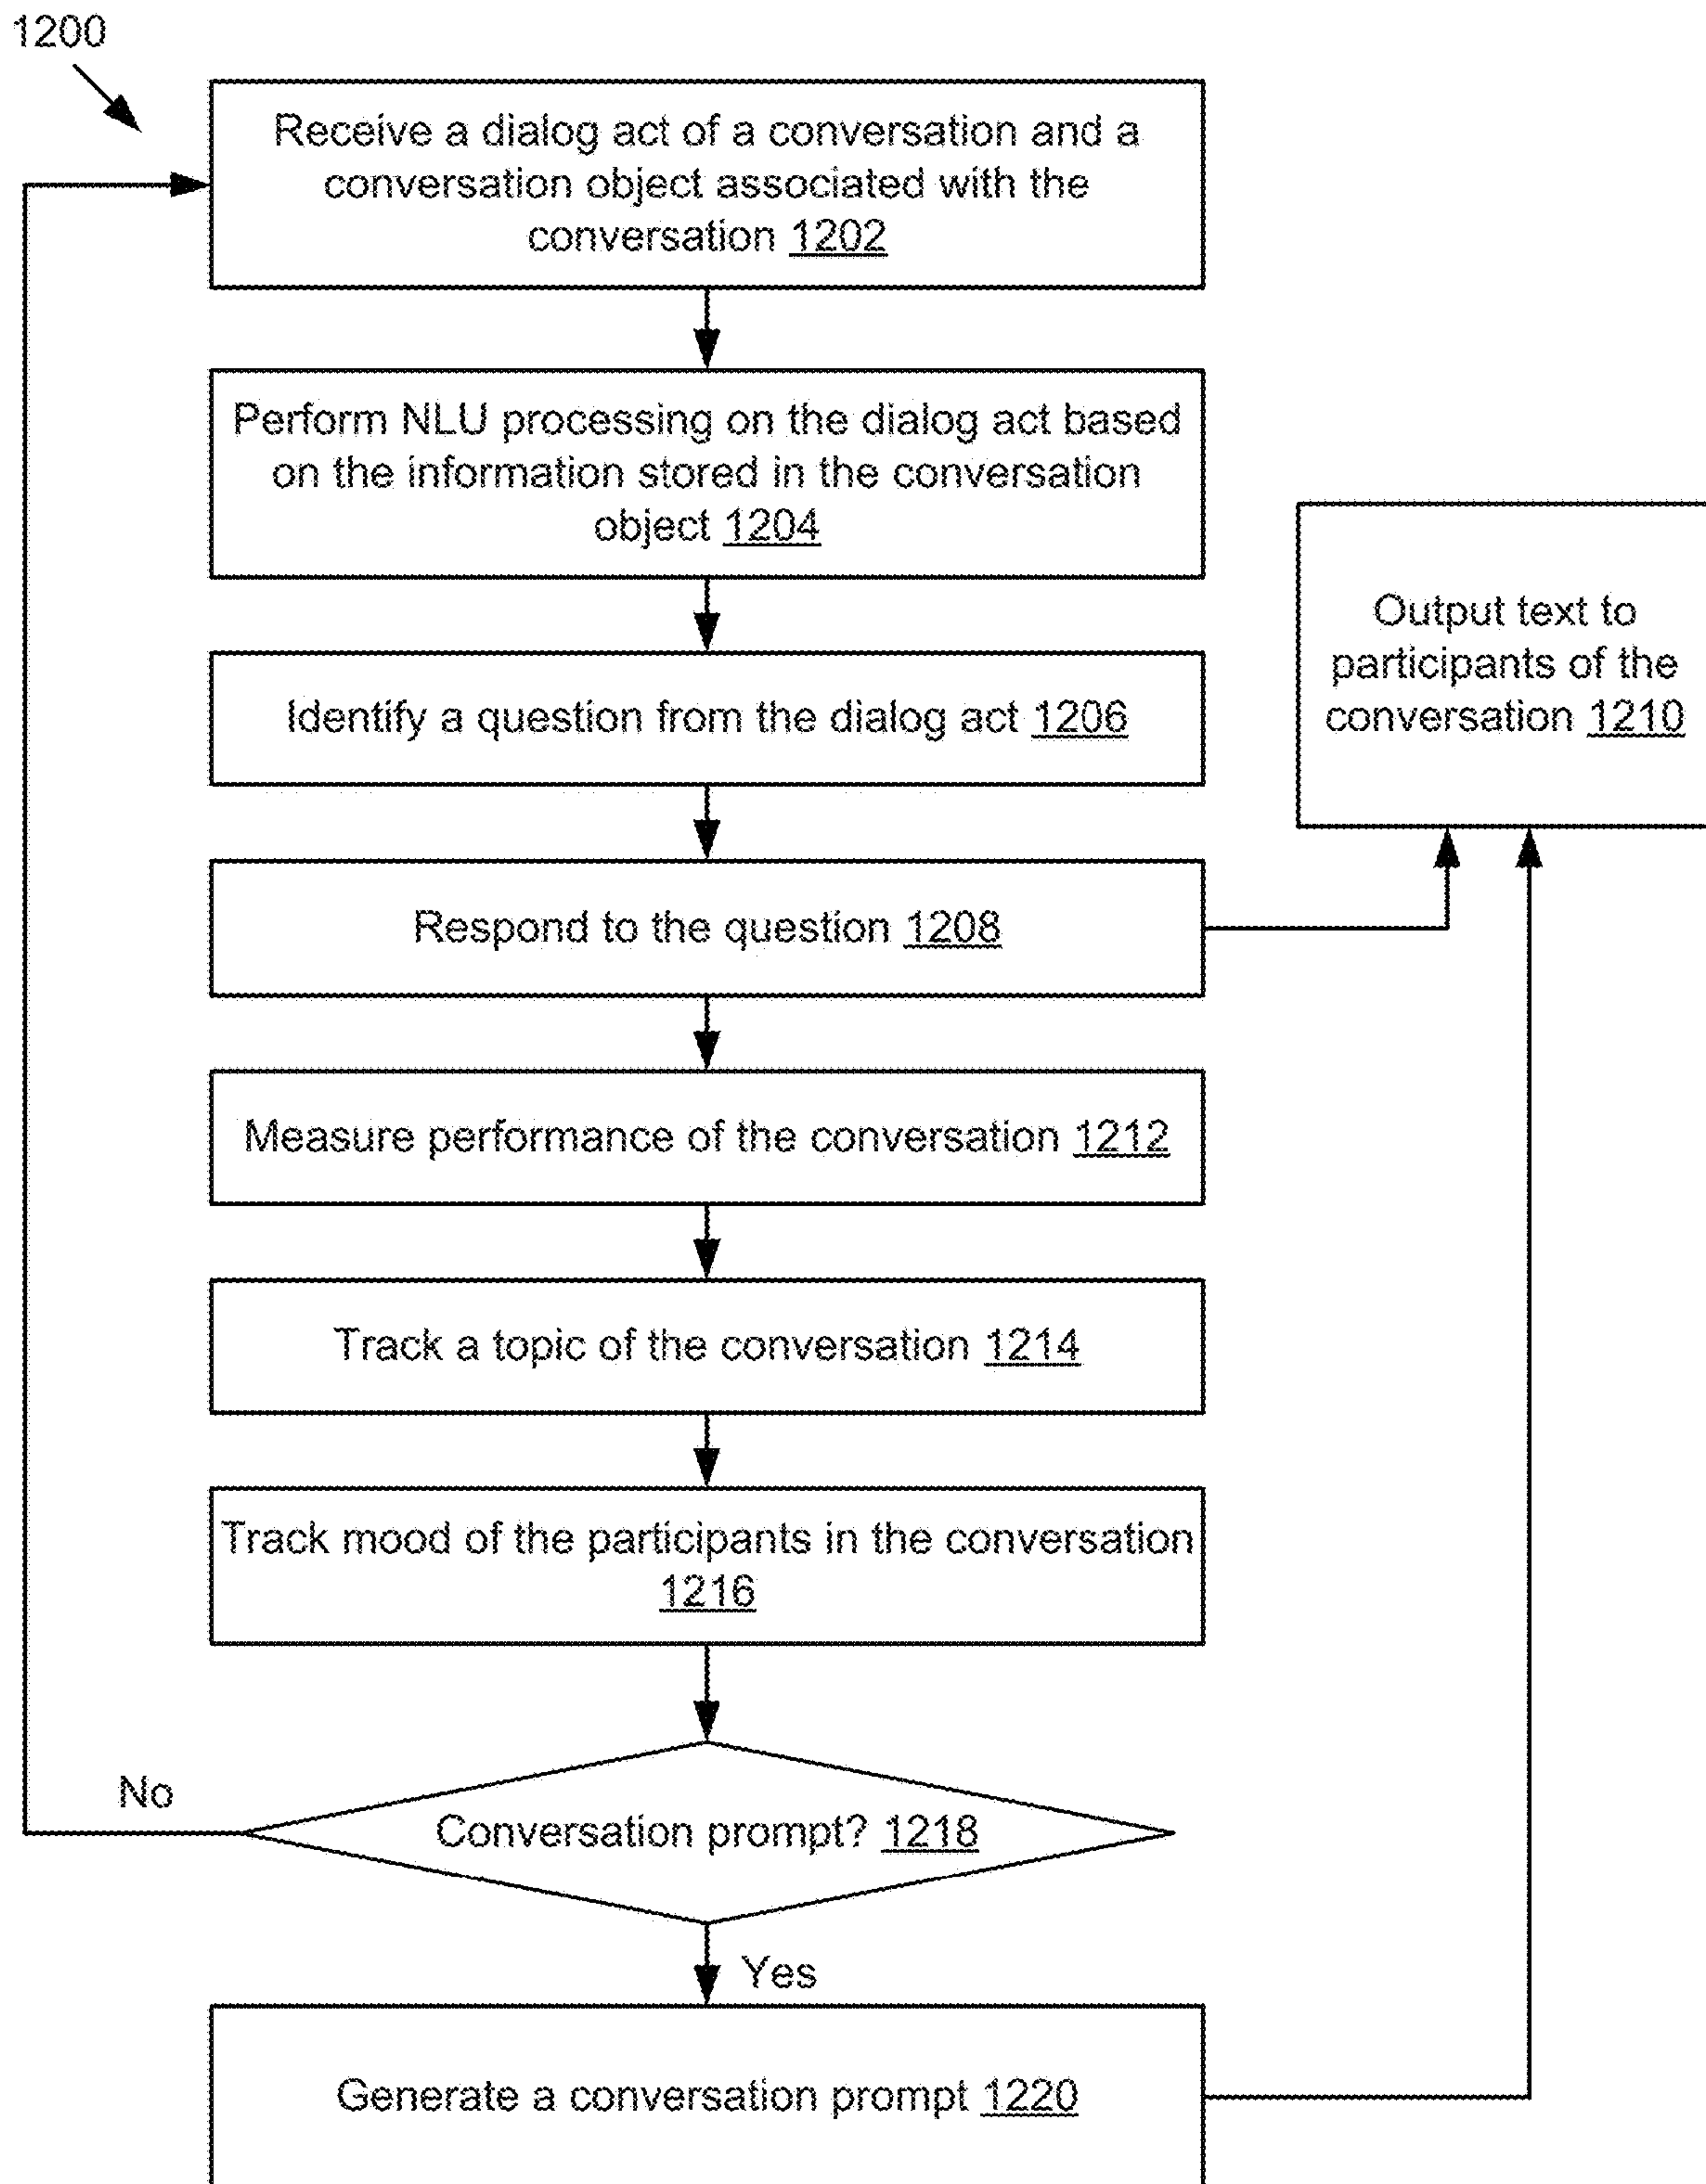 1200
Receive a dialog act of a conversation and a
conversation object associated with the
conversation 1202
Perform NLU processing on the dialog act based
on the information stored in the conversation
object 1204
Output text to
participants of the
conversation 1210
Identify a question from the dialog act 1206
Respond to the question 1208
Measure performance of the conversation 1212
Track a topic of the conversation 1214
Track mood of the participants in the conversation
1216
No
Conversation prompt? 1218
Yes
Generate a conversation prompt 1220